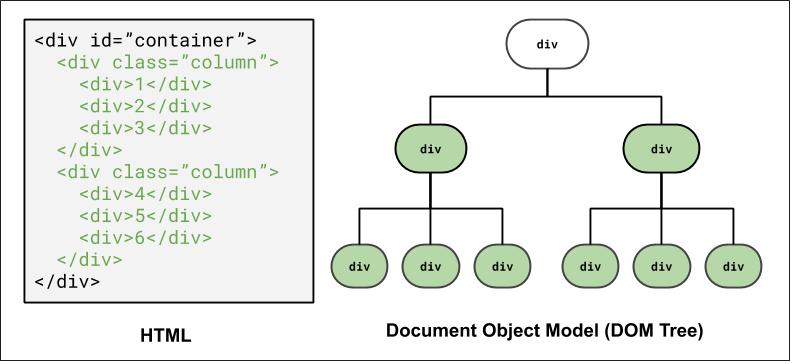 <div id=”container”>
<div class=”column”>
<div>1</div>
<div>2</div>
<div>3</div>
</div>
<div class=”column”>
<div>4</div>
<div>5</div>
<div>6</div>
</div>
</div>
HTML
div
div div
div div div div div div
Document Object Model (DOM Tree)